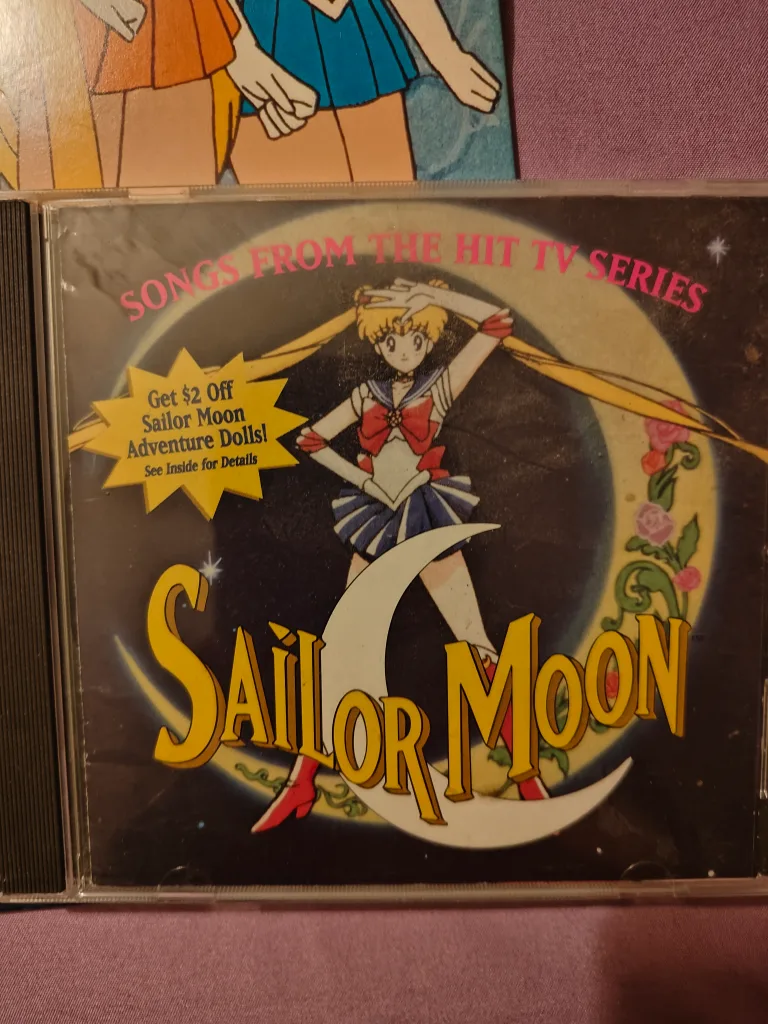 SONGS FROM THE HIT TV SERIES
Get $2 Off
Sailor Moon
Adventure Dolls!
See Inside for Details
SAILOR MOON